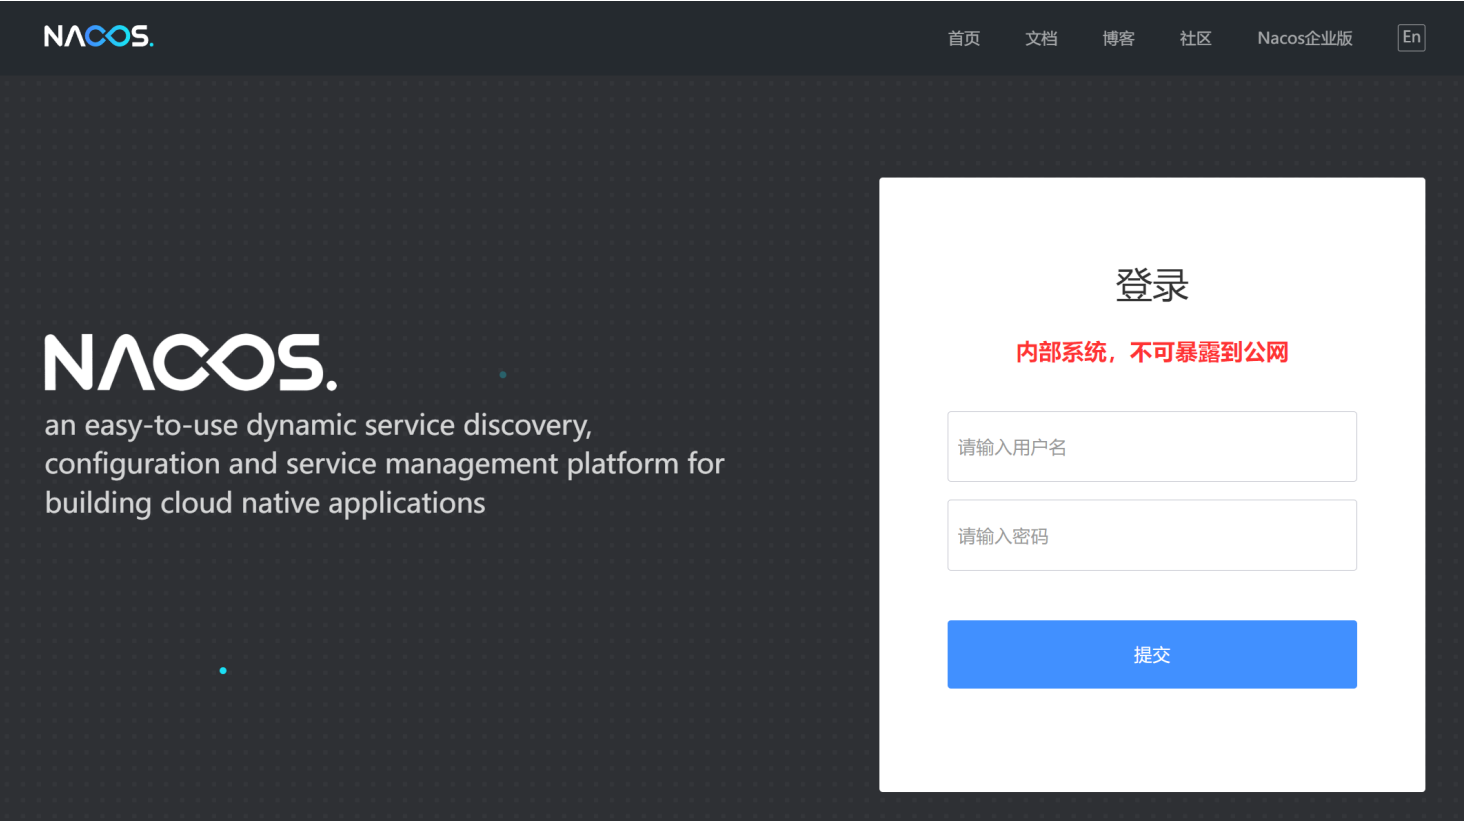 NACOS.
首页 文档 博客 社区 Nacos企业版 En
NACOS.
an easy-to-use dynamic service discovery,
configuration and service management platform for
building cloud native applications
登录
内部系统，不可暴露到公网
请输入用户名
请输入密码
提交